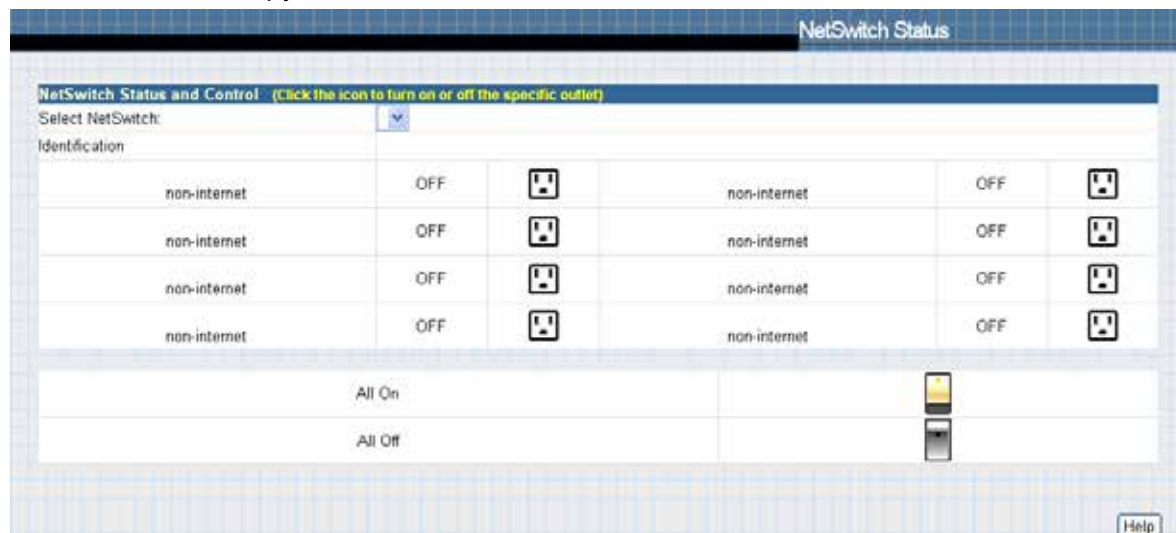 NetSwitch Status
NetSwitch Status and Control (Click the icon to turn on or off the specific outlet)
Select NetSwitch:
Identification
non-internet OFF non-internet OFF
non-internet OFF non-internet OFF
non-internet OFF non-internet OFF
non-internet OFF non-internet OFF
All On
All Off
Help